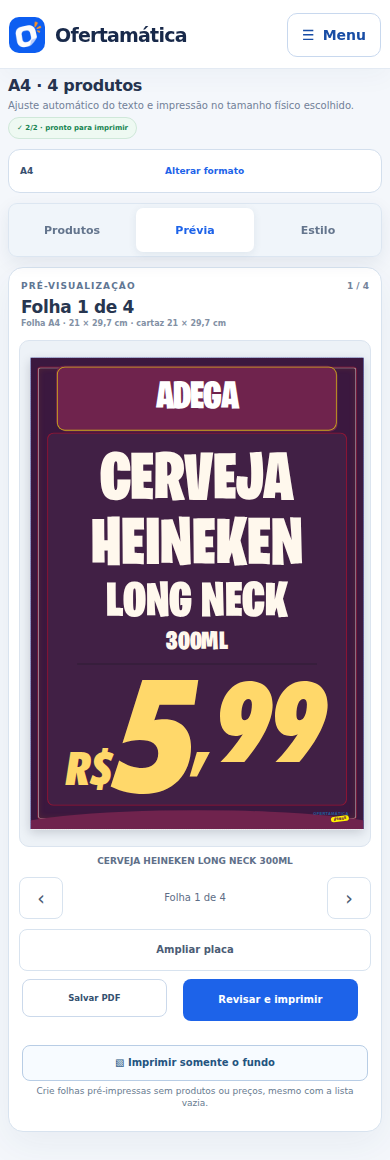 Ofertamática
☰ Menu
A4 · 4 produtos
Ajuste automático do texto e impressão no tamanho físico escolhido.
✓ 2/2 · pronto para imprimir
A4
Alterar formato
Produtos
Prévia
Estilo
PRÉ-VISUALIZAÇÃO
1 / 4
Folha 1 de 4
Folha A4 · 21 × 29,7 cm · cartaz 21 × 29,7 cm
ADEGA
CERVEJA
HEINEKEN
LONG NECK
300ML
R$5,99
CERVEJA HEINEKEN LONG NECK 300ML
‹
Folha 1 de 4
›
Ampliar placa
Salvar PDF
Revisar e imprimir
▧ Imprimir somente o fundo
Crie folhas pré-impressas sem produtos ou preços, mesmo com a lista
vazia.